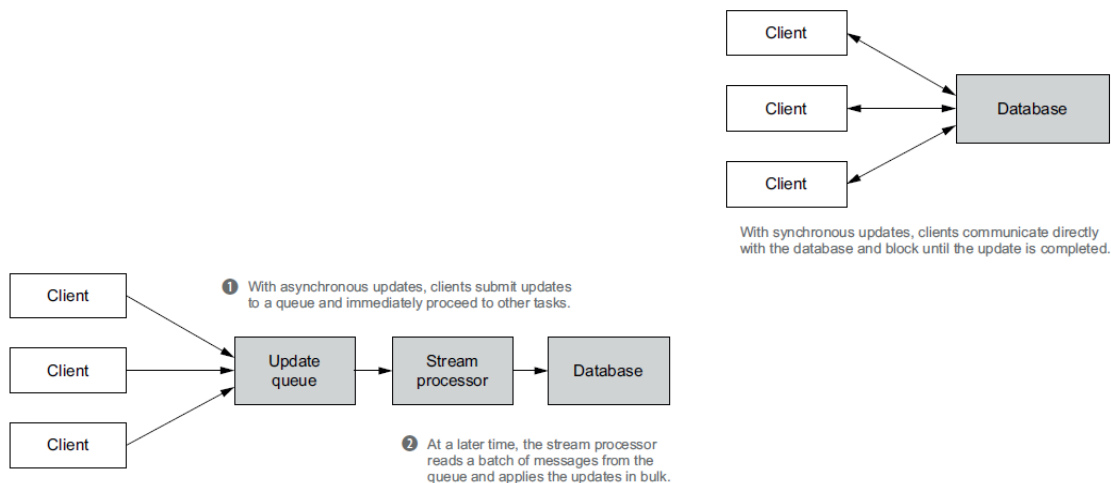 Client
Client
Database
Client
With synchronous updates, clients communicate directly
with the database and block until the update is completed.
Client
❶ With asynchronous updates, clients submit updates
to a queue and immediately proceed to other tasks.
Client
Update
queue
Stream
processor
Database
Client
❷ At a later time, the stream processor
reads a batch of messages from the
queue and applies the updates in bulk.